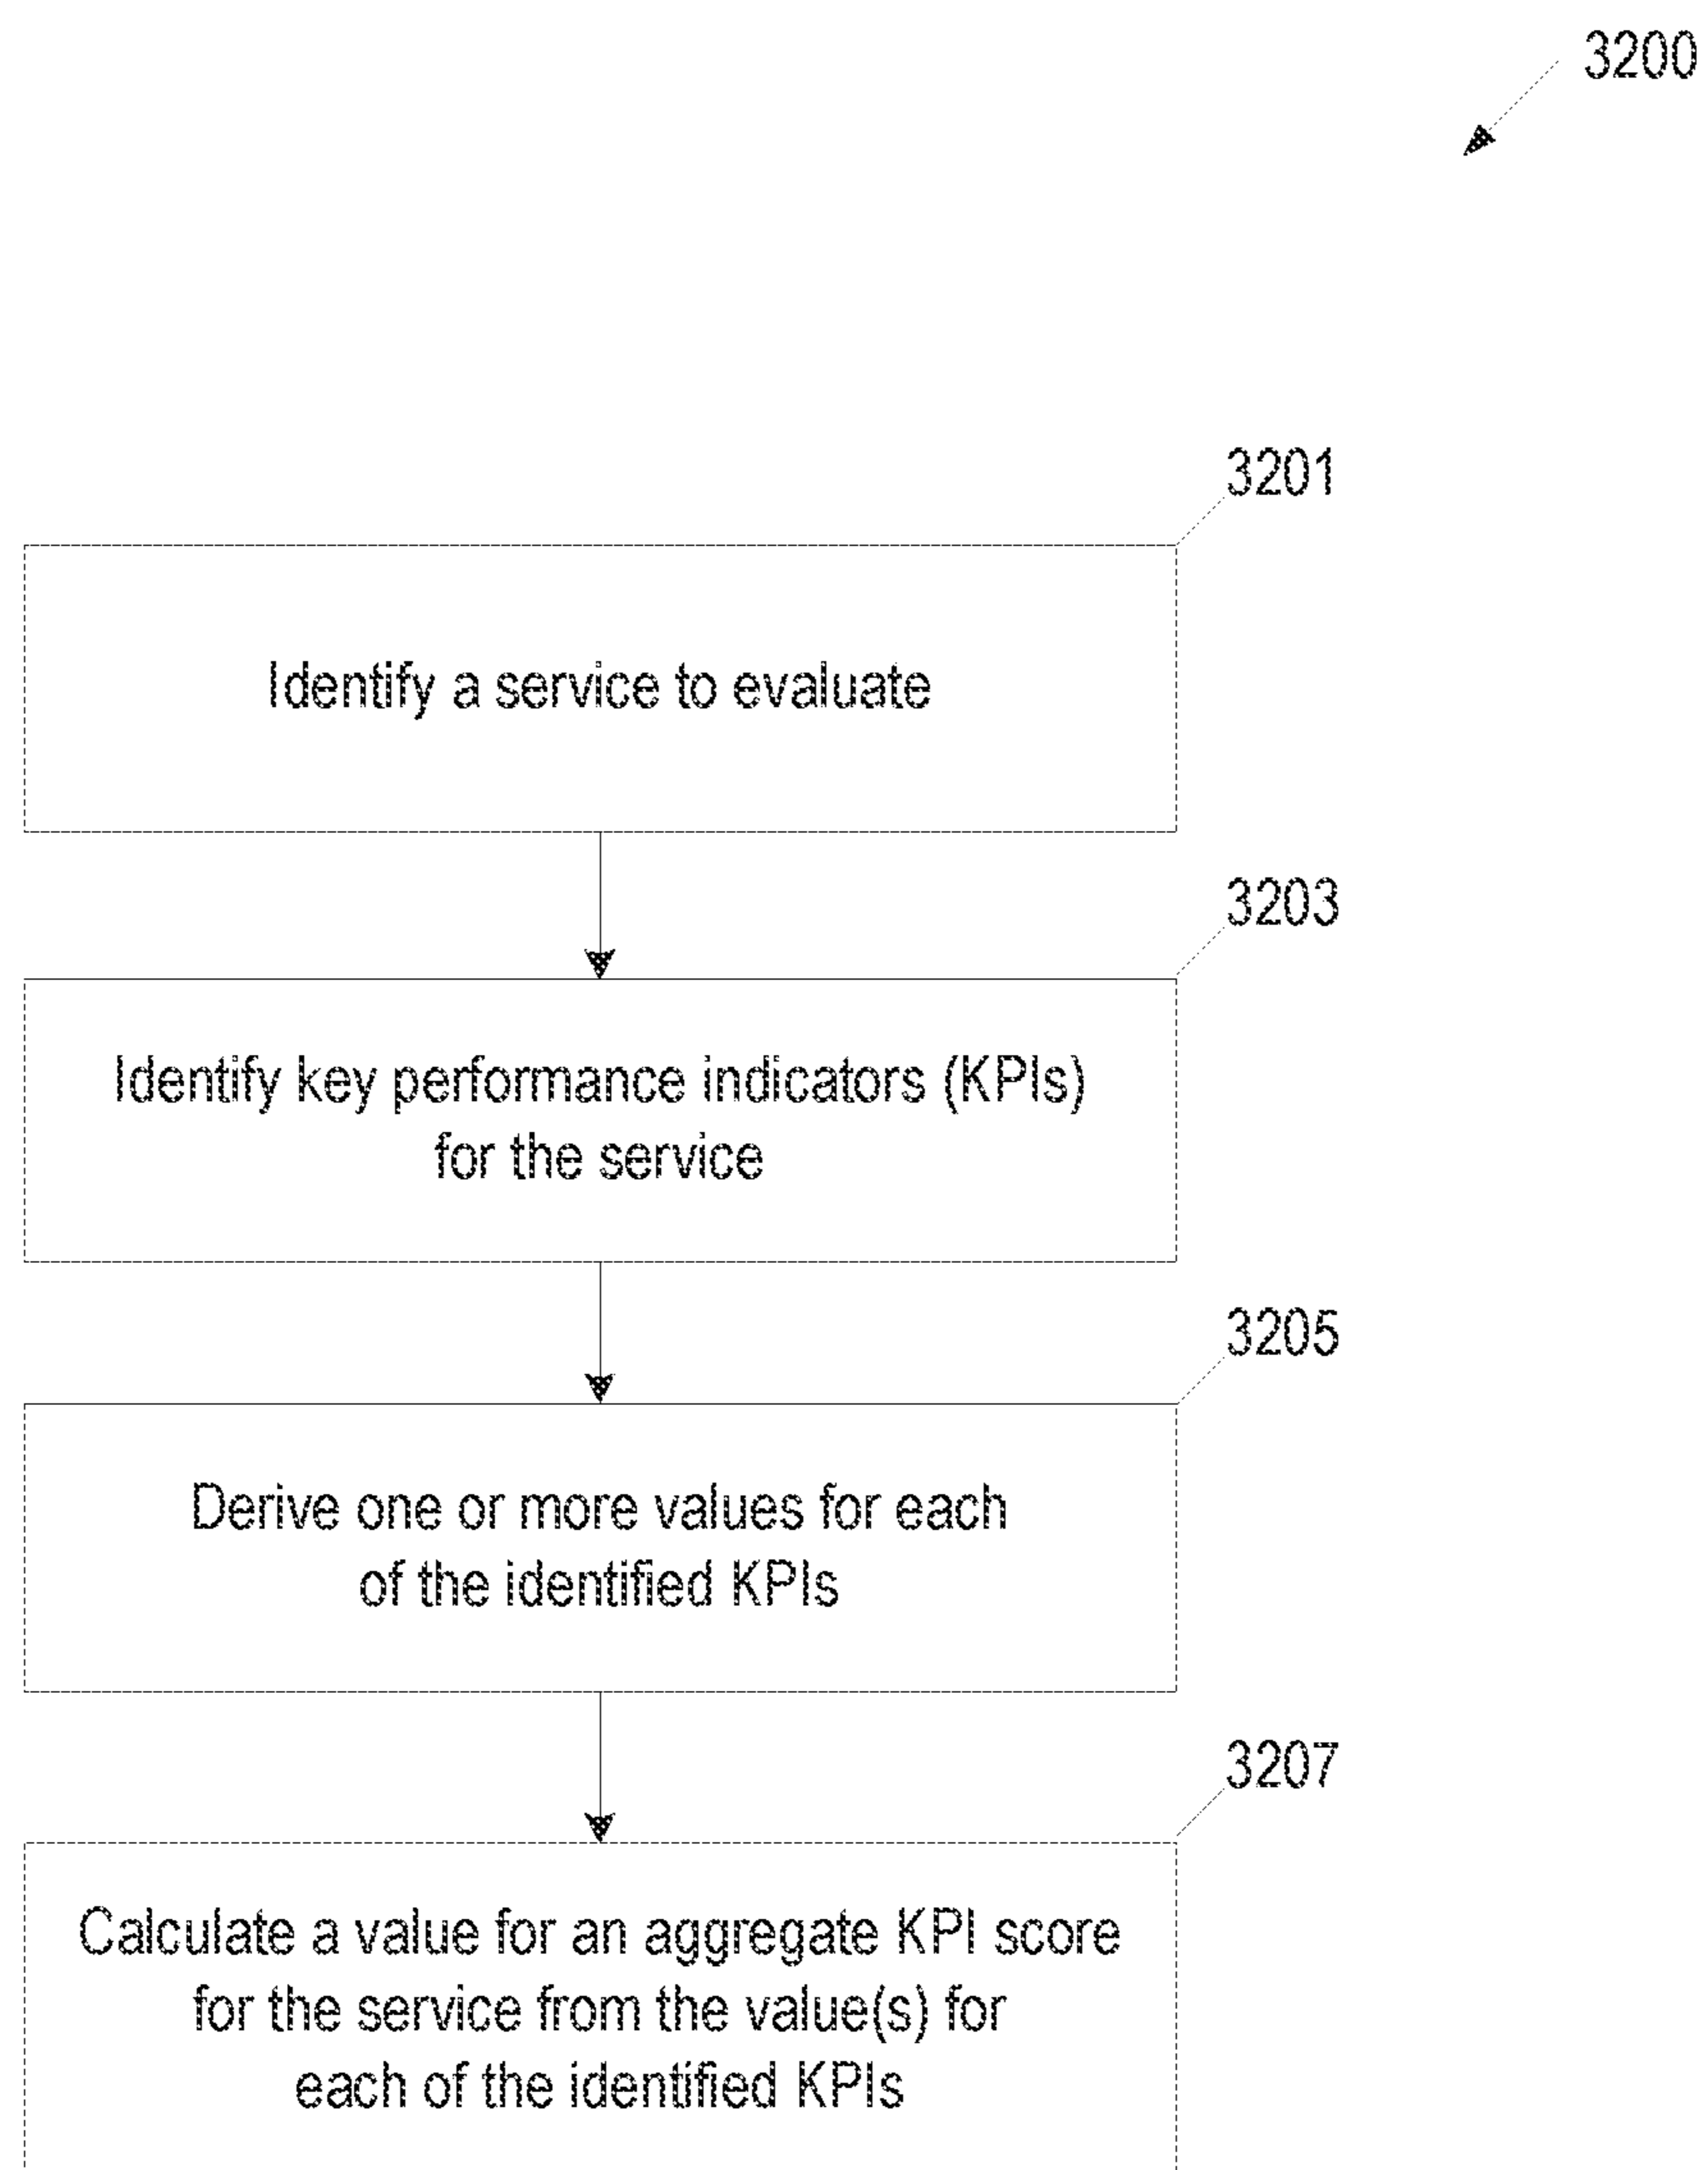 3200
3201
Identify a service to evaluate
3203
Identify key performance indicators (KPIs)
for the service
3205
Derive one or more values for each
of the identified KPIs
3207
Calculate a value for an aggregate KPI score
for the service from the value(s) for
each of the identified KPIs